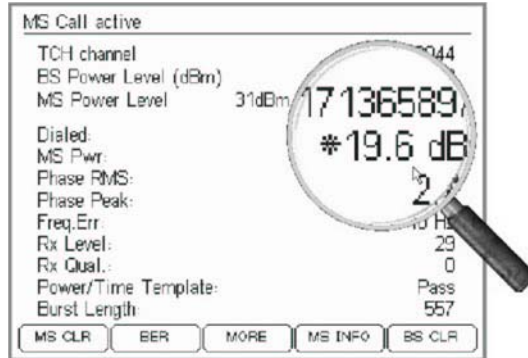 MS Call active
TCH channel
BS Power Level (dBm)
MS Power Level 31dBm
Dialed:
MS Pwr: *19.6 dB
Phase RMS: 2.
Phase Peak:
Freq.Err: Hz
Rx Level: 29
Rx Qual.: 0
Power/Time Template: Pass
Burst Length: 557
MS CLR BER MORE MS INFO BS CLR